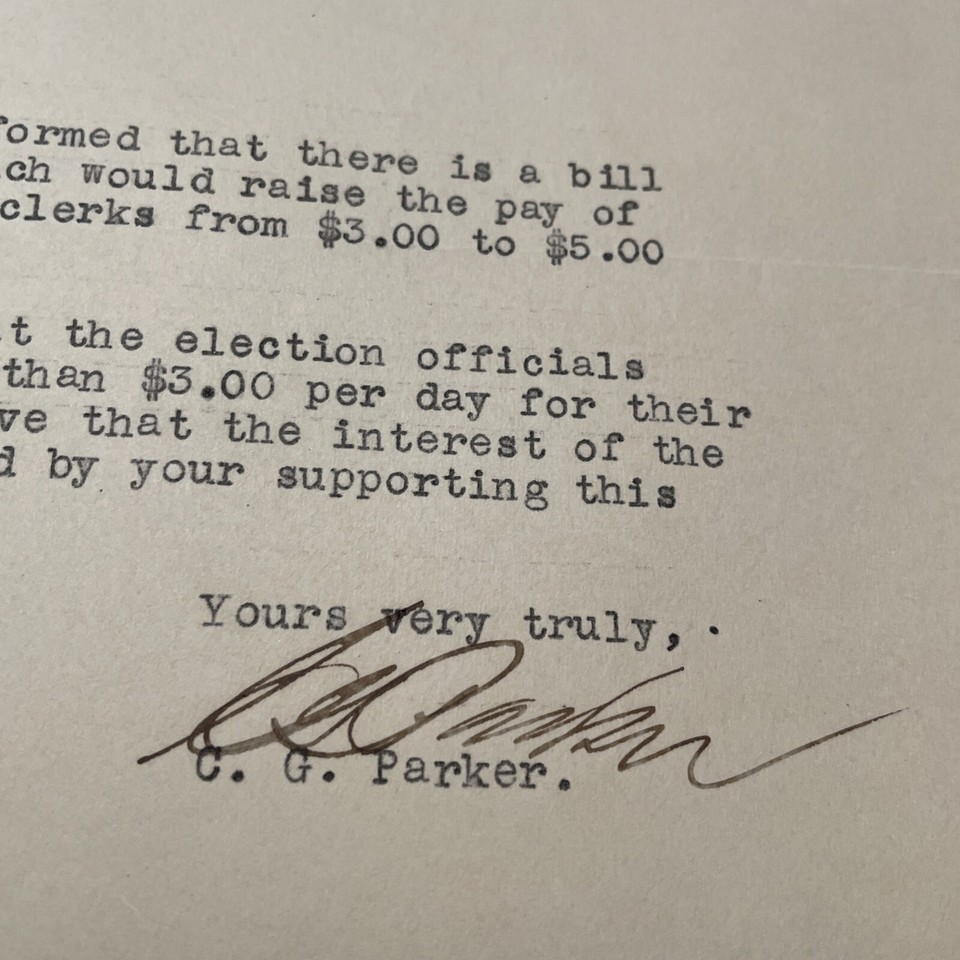 formed that there is a bill
ch would raise the pay of
clerks from $3.00 to $5.00
t the election officials
than $3.00 per day for their
ve that the interest of the
d by your supporting this
Yours very truly, .
C G Parker
C. G. Parker.